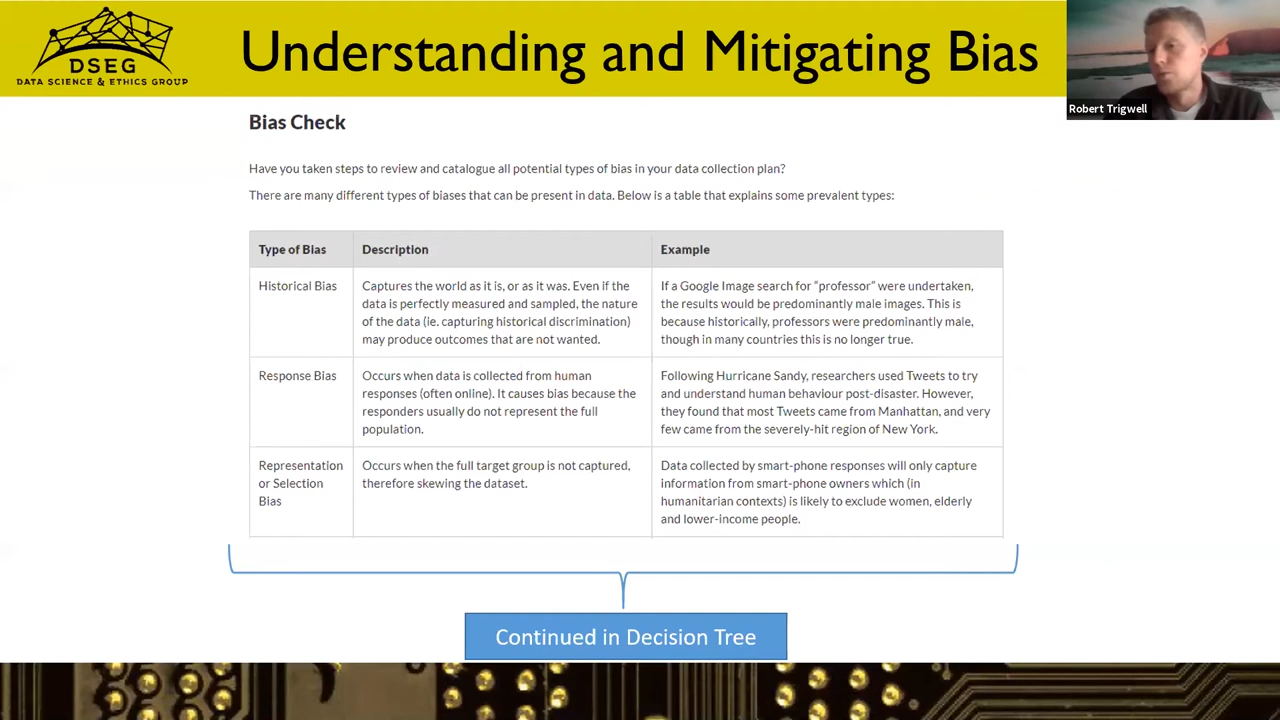 DSEG
DATA SCIENCE & ETHICS GROUP
Understanding and Mitigating Bias
Robert Trigwell
Bias Check
Have you taken steps to review and catalogue all potential types of bias in your data collection plan?
There are many different types of biases that can be present in data. Below is a table that explains some prevalent types:
Type of Bias
Description
Example
Historical Bias
Captures the world as it is, or as it was. Even if the
data is perfectly measured and sampled, the nature
of the data (ie. capturing historical discrimination)
may produce outcomes that are not wanted.
If a Google Image search for “professor” were undertaken,
the results would be predominantly male images. This is
because historically, professors were predominantly male,
though in many countries this is no longer true.
Response Bias
Occurs when data is collected from human
responses (often online). It causes bias because the
responders usually do not represent the full
population.
Following Hurricane Sandy, researchers used Tweets to try
and understand human behaviour post-disaster. However,
they found that most Tweets came from Manhattan, and very
few came from the severely-hit region of New York.
Representation
or Selection
Bias
Occurs when the full target group is not captured,
therefore skewing the dataset.
Data collected by smart-phone responses will only capture
information from smart-phone owners which (in
humanitarian contexts) is likely to exclude women, elderly
and lower-income people.
Continued in Decision Tree